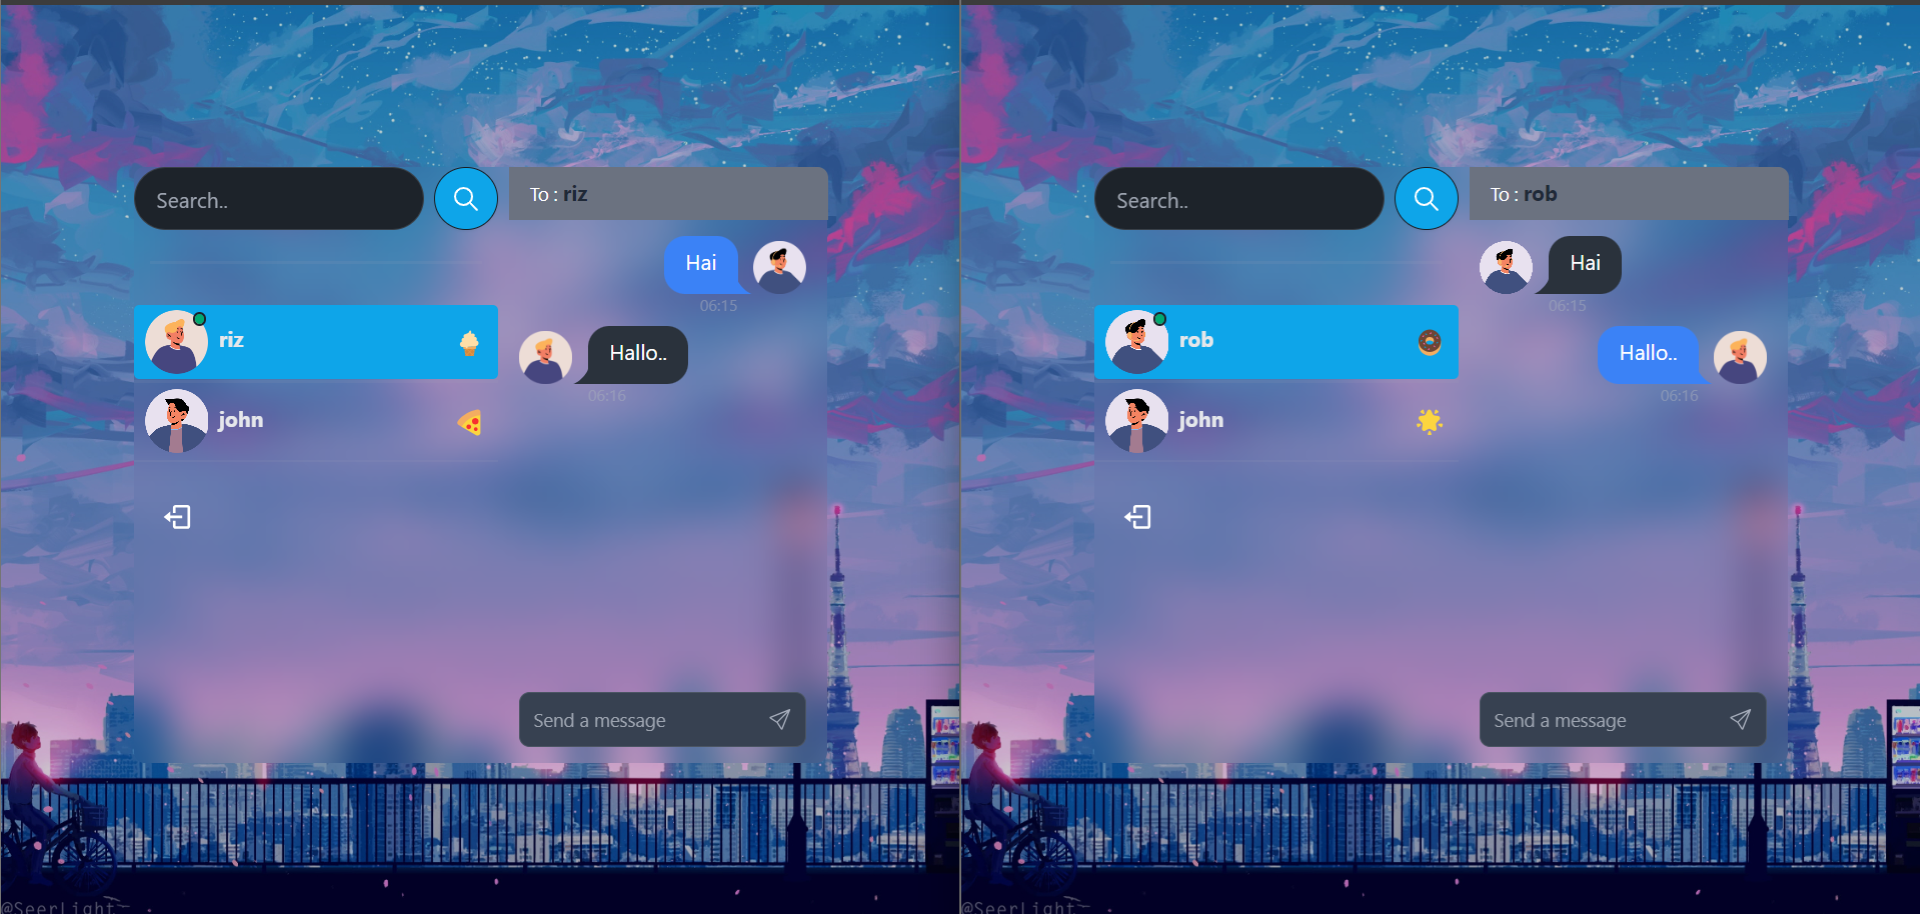 Search..
To : riz
Hai
06:15
riz
Hallo..
06:16
john
Send a message
@SeerLight
Search..
To : rob
Hai
06:15
rob
Hallo..
06:16
john
Send a message
@SeerLight